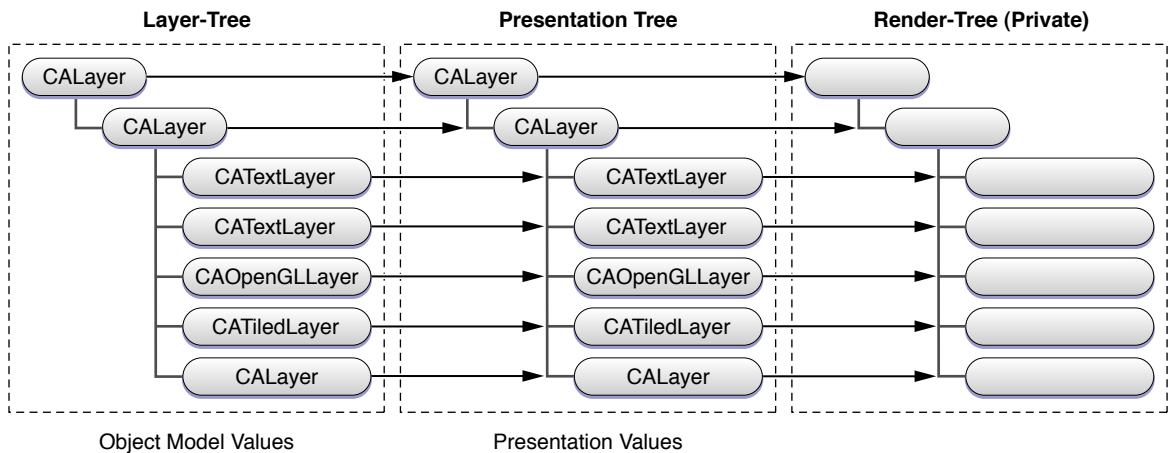 Layer-Tree
Presentation Tree
Render-Tree (Private)
CALayer
CALayer
CALayer
CALayer
CATextLayer
CATextLayer
CATextLayer
CATextLayer
CAOpenGLLayer
CAOpenGLLayer
CATiledLayer
CATiledLayer
CALayer
CALayer
Object Model Values
Presentation Values